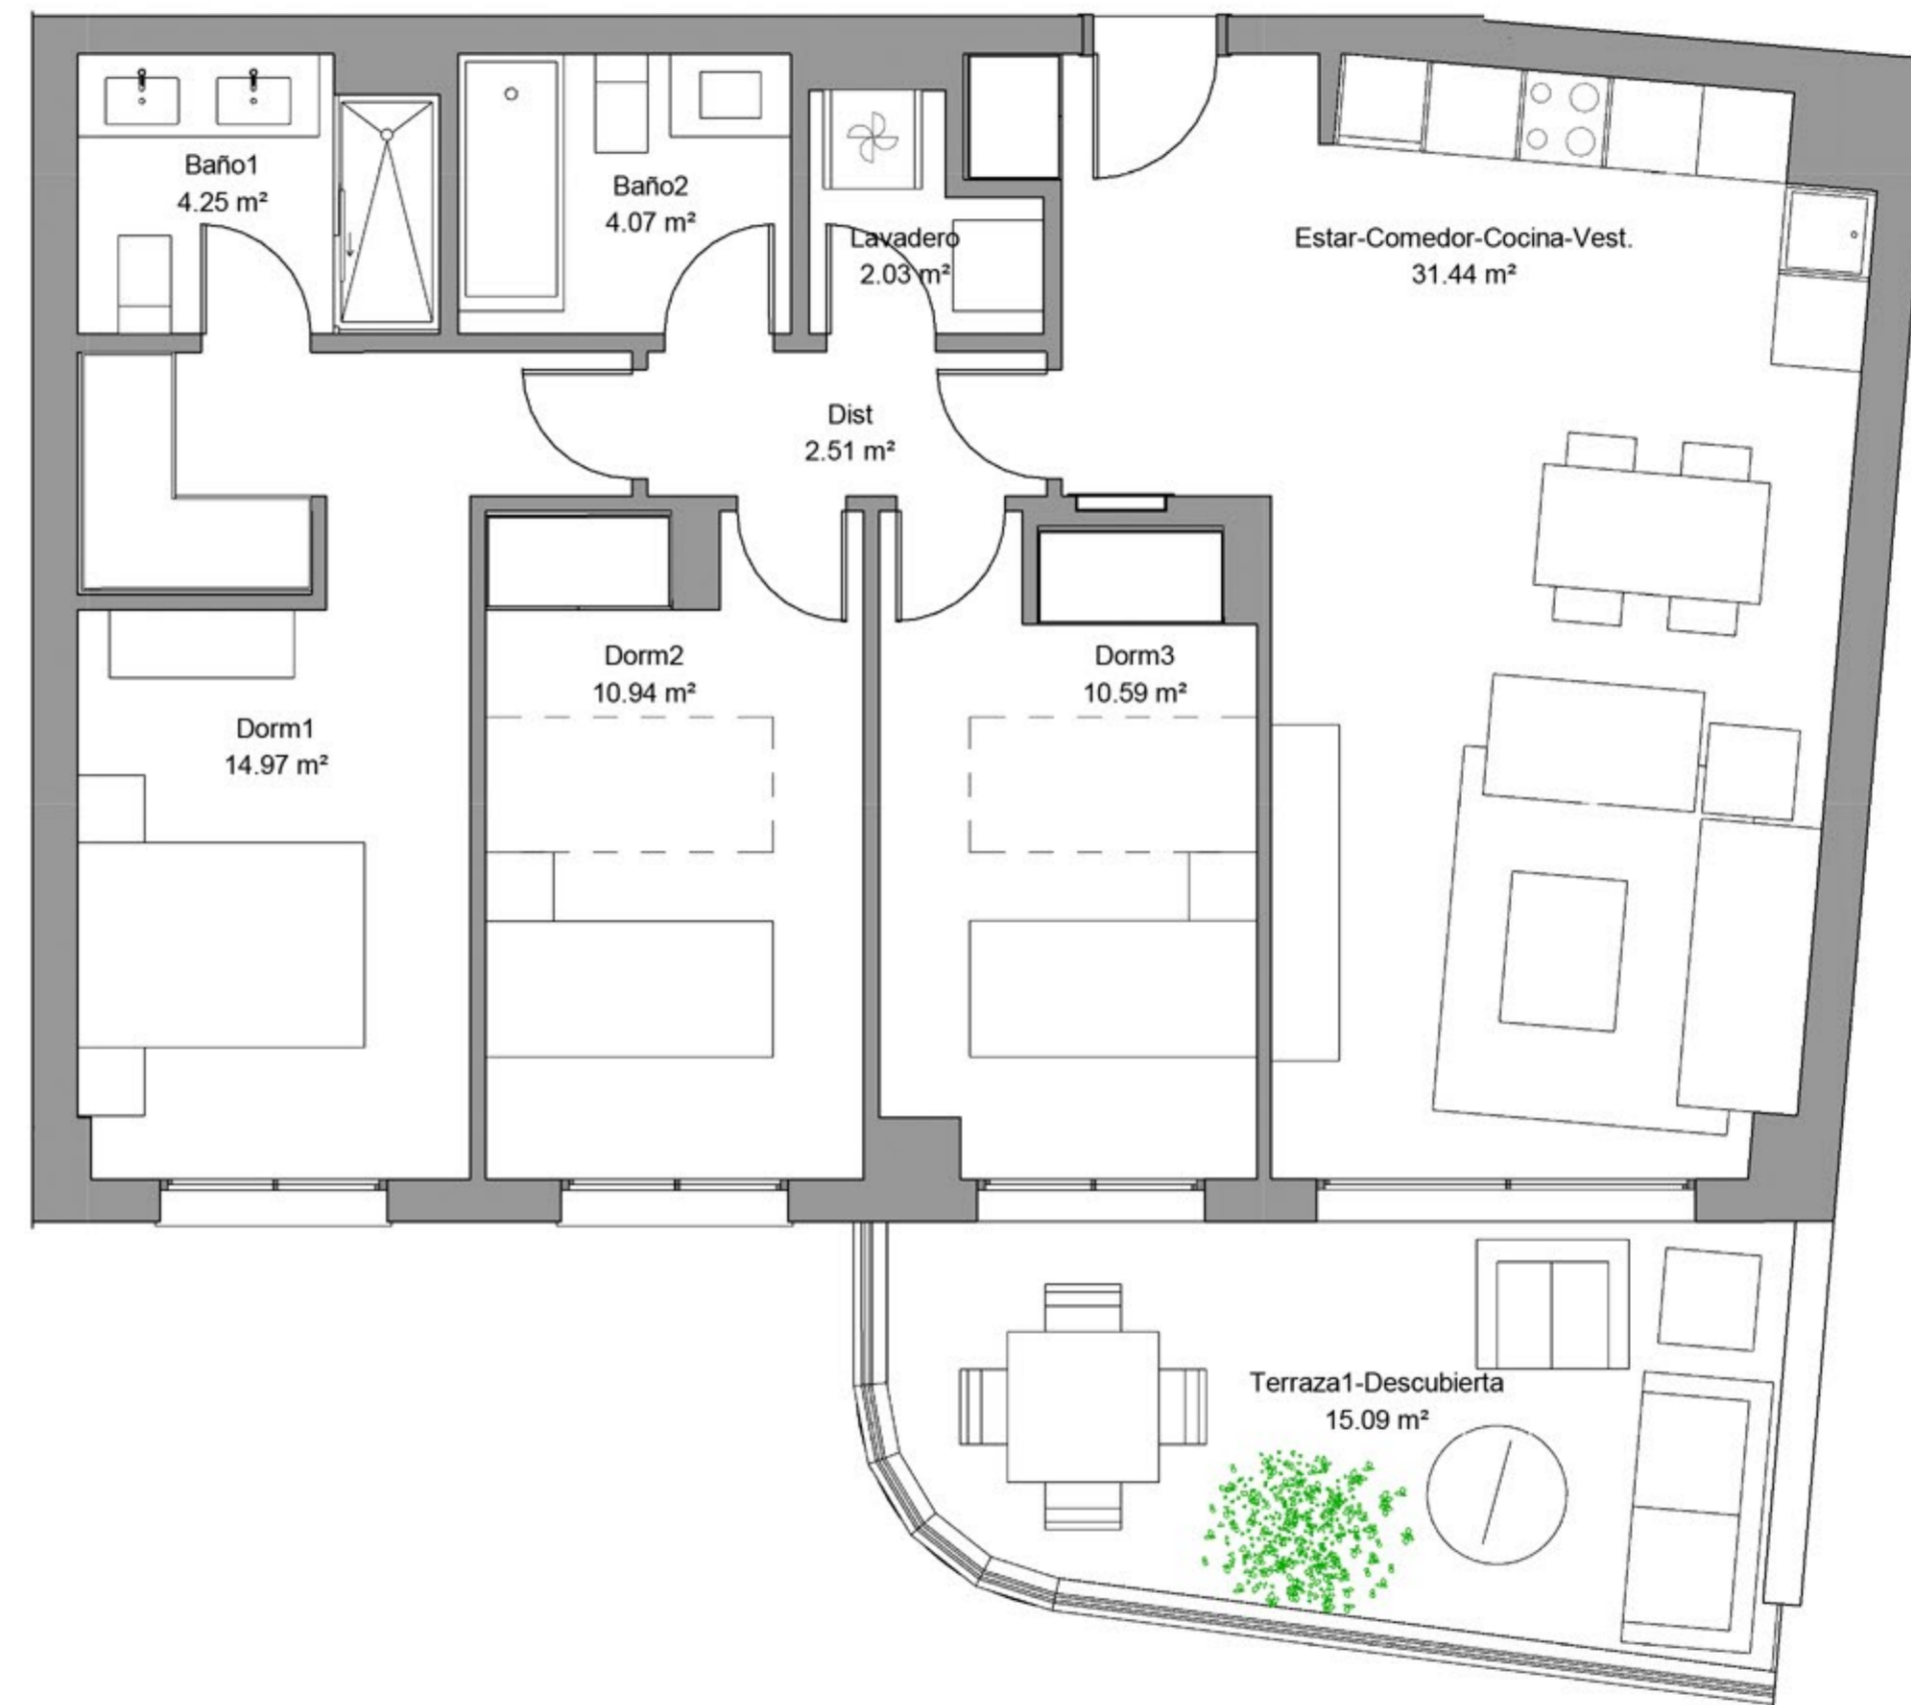 Baño1
4.25 m²
Baño2
4.07 m²
Lavadero
2.03 m²
Estar-Comedor-Cocina-Vest.
31.44 m²
Dist
2.51 m²
Dorm1
14.97 m²
Dorm2
10.94 m²
Dorm3
10.59 m²
Terraza1-Descubierta
15.09 m²